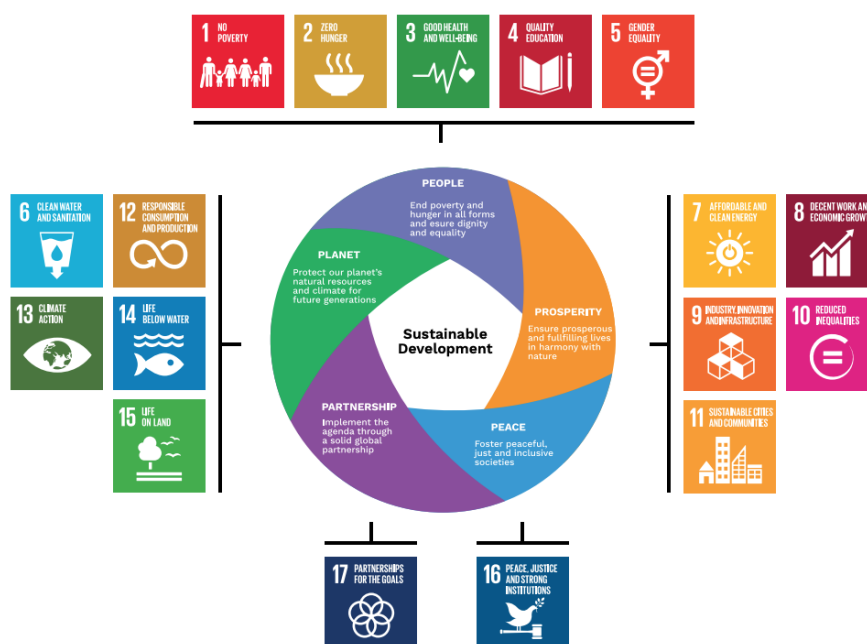 1 NO
POVERTY
2 ZERO
HUNGER
3 GOOD HEALTH
AND WELL-BEING
4 QUALITY
EDUCATION
5 GENDER
EQUALITY
6 CLEAN WATER
AND SANITATION
12 RESPONSIBLE
CONSUMPTION
AND PRODUCTION
13 CLIMATE
ACTION
14 LIFE
BELOW WATER
15 LIFE
ON LAND
PEOPLE
End poverty and
hunger in all forms
and esure dignity
and equality
PLANET
Protect our planet's
natural resources
and climate for
future generations
Sustainable
Development
PROSPERITY
Ensure prosperous
and fullfilling lives
in harmony with
nature
PARTNERSHIP
Implement the
agenda through
a solid global
partnership
PEACE
Foster peaceful,
just and inclusive
societies
7 AFFORDABLE AND
CLEAN ENERGY
8 DECENT WORK AN
ECONOMIC GROWT
9 INDUSTRY, INNOVATION
AND INFRASTRUCTURE
10 REDUCED
INEQUALITIES
11 SUSTAINABLE CITIES
AND COMMUNITIES
17 PARTNERSHIPS
FOR THE GOALS
16 PEACE, JUSTICE
AND STRONG
INSTITUTIONS